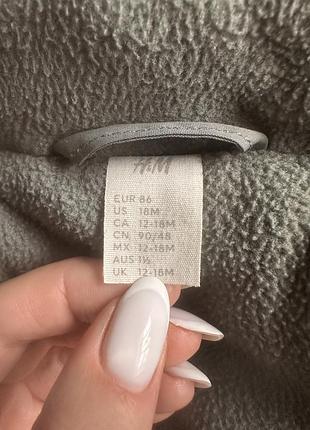 H&M
EUR 86
US 18M
CA 12-18M
CN 90/48
MX 12-18M
AUS 1½
UK 12-18M